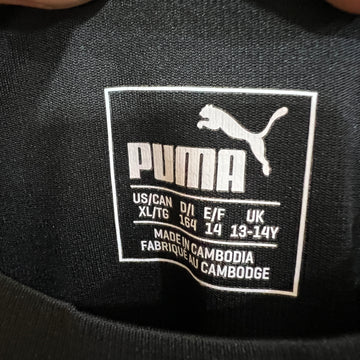 PUMA
US/CAN D/I E/F UK
XL/TG 164 14 13-14Y
MADE IN CAMBODIA
FABRIQUÉ AU CAMBODGE